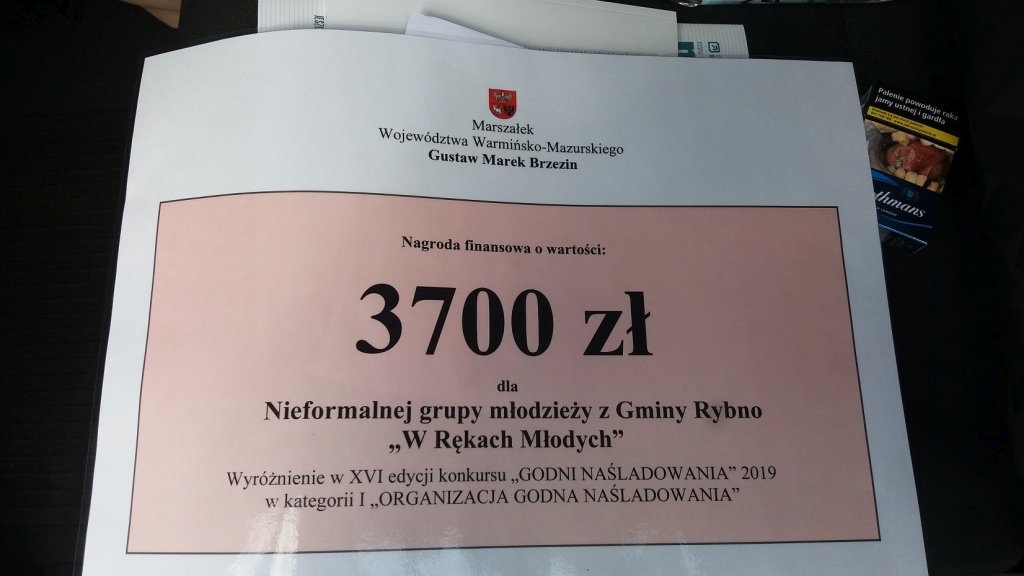 Marszałek
Województwa Warmińsko-Mazurskiego
Gustaw Marek Brzezin
Nagroda finansowa o wartości:
3700 zł
dla
Nieformalnej grupy młodzieży z Gminy Rybno
„W Rękach Młodych”
Wyróżnienie w XVI edycji konkursu „GODNI NAŚLADOWANIA” 2019
w kategorii I „ORGANIZACJA GODNA NAŚLADOWANIA”
Palenie powoduje raka
jamy ustnej i gardła
thmans